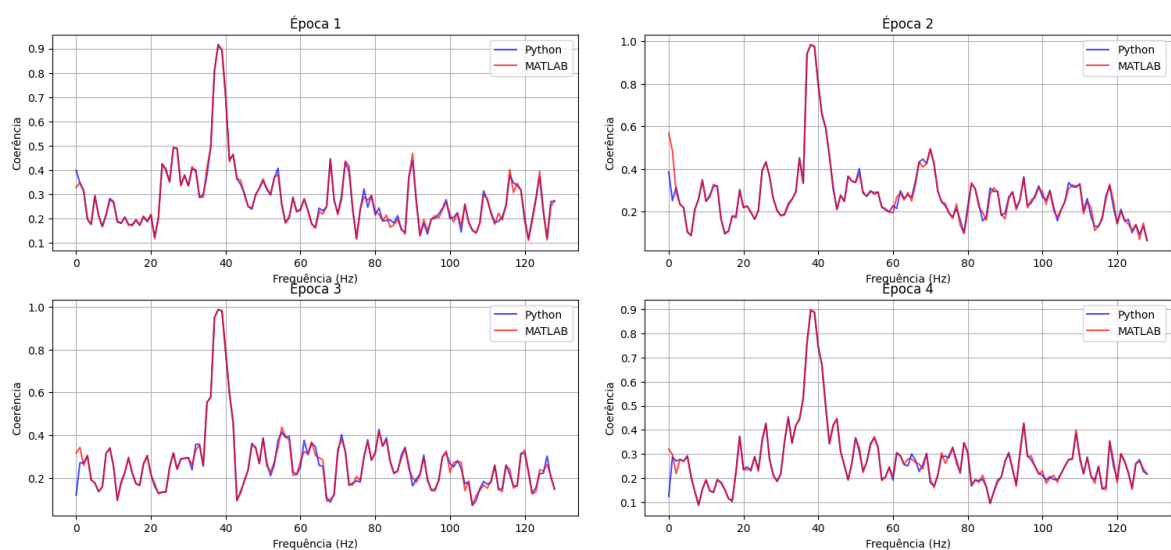 Época 1
Coerência
0.9
0.8
0.7
0.6
0.5
0.4
0.3
0.2
0.1
0 20 40 60 80 100 120
Frequência (Hz)
Python
MATLAB
Época 2
Coerência
1.0
0.8
0.6
0.4
0.2
0 20 40 60 80 100 120
Frequência (Hz)
Python
MATLAB
Época 3
Coerência
1.0
0.8
0.6
0.4
0.2
0 20 40 60 80 100 120
Frequência (Hz)
Python
MATLAB
Época 4
Coerência
0.9
0.8
0.7
0.6
0.5
0.4
0.3
0.2
0.1
0 20 40 60 80 100 120
Frequência (Hz)
Python
MATLAB